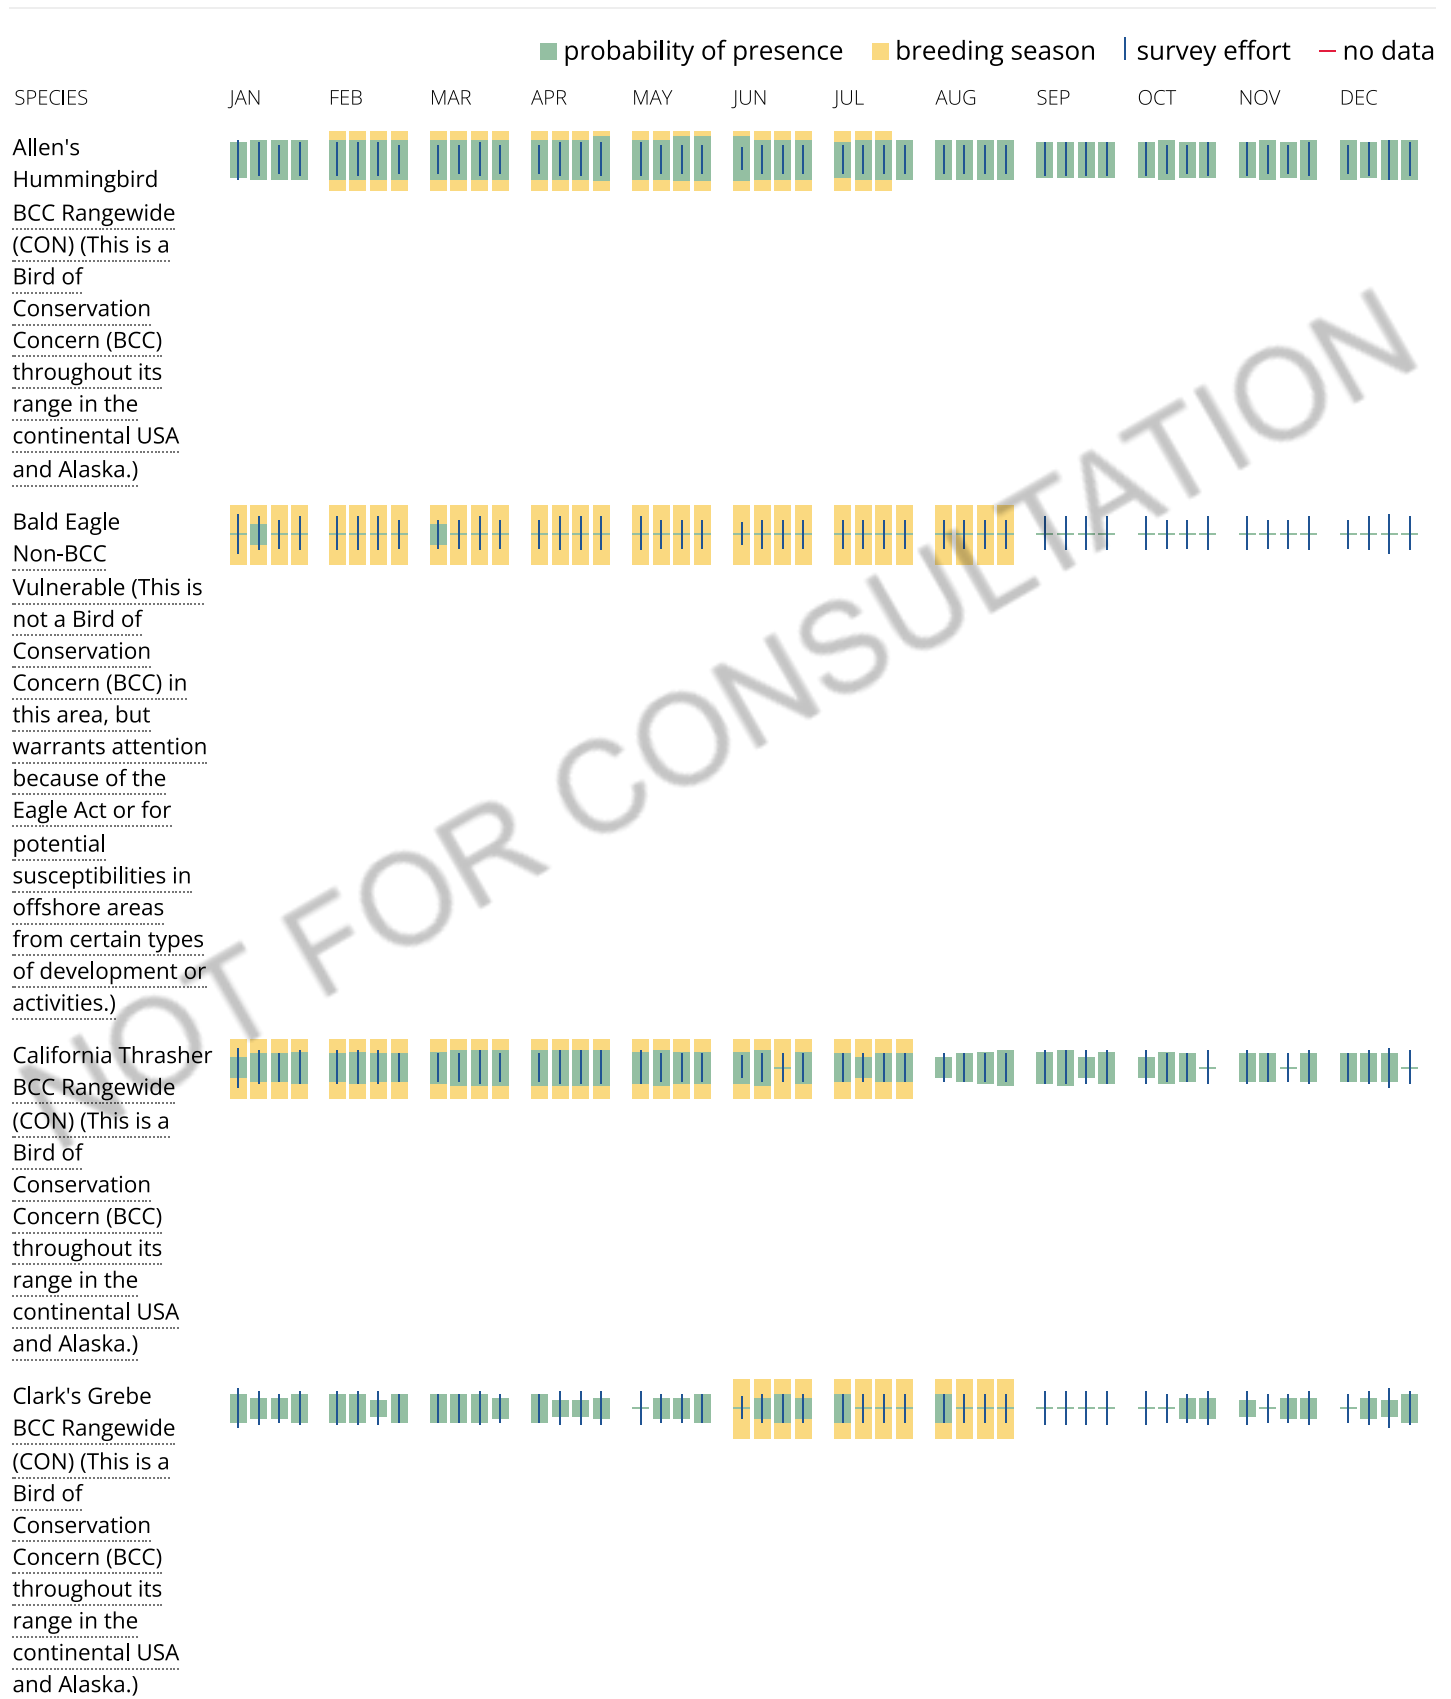 probability of presence breeding season survey effort no data
SPECIES JAN FEB MAR APR MAY JUN JUL AUG SEP OCT NOV DEC
Allen's
Hummingbird
BCC Rangewide
(CON) (This is a
Bird of
Conservation
Concern (BCC)
throughout its
range in the
continental USA
and Alaska.)
Bald Eagle
Non-BCC
Vulnerable (This is
not a Bird of
Conservation
Concern (BCC) in
this area, but
warrants attention
because of the
Eagle Act or for
potential
susceptibilities in
offshore areas
from certain types
of development or
activities.)
California Thrasher
BCC Rangewide
(CON) (This is a
Bird of
Conservation
Concern (BCC)
throughout its
range in the
continental USA
and Alaska.)
Clark's Grebe
BCC Rangewide
(CON) (This is a
Bird of
Conservation
Concern (BCC)
throughout its
range in the
continental USA
and Alaska.)
NOT FOR CONSULTATION